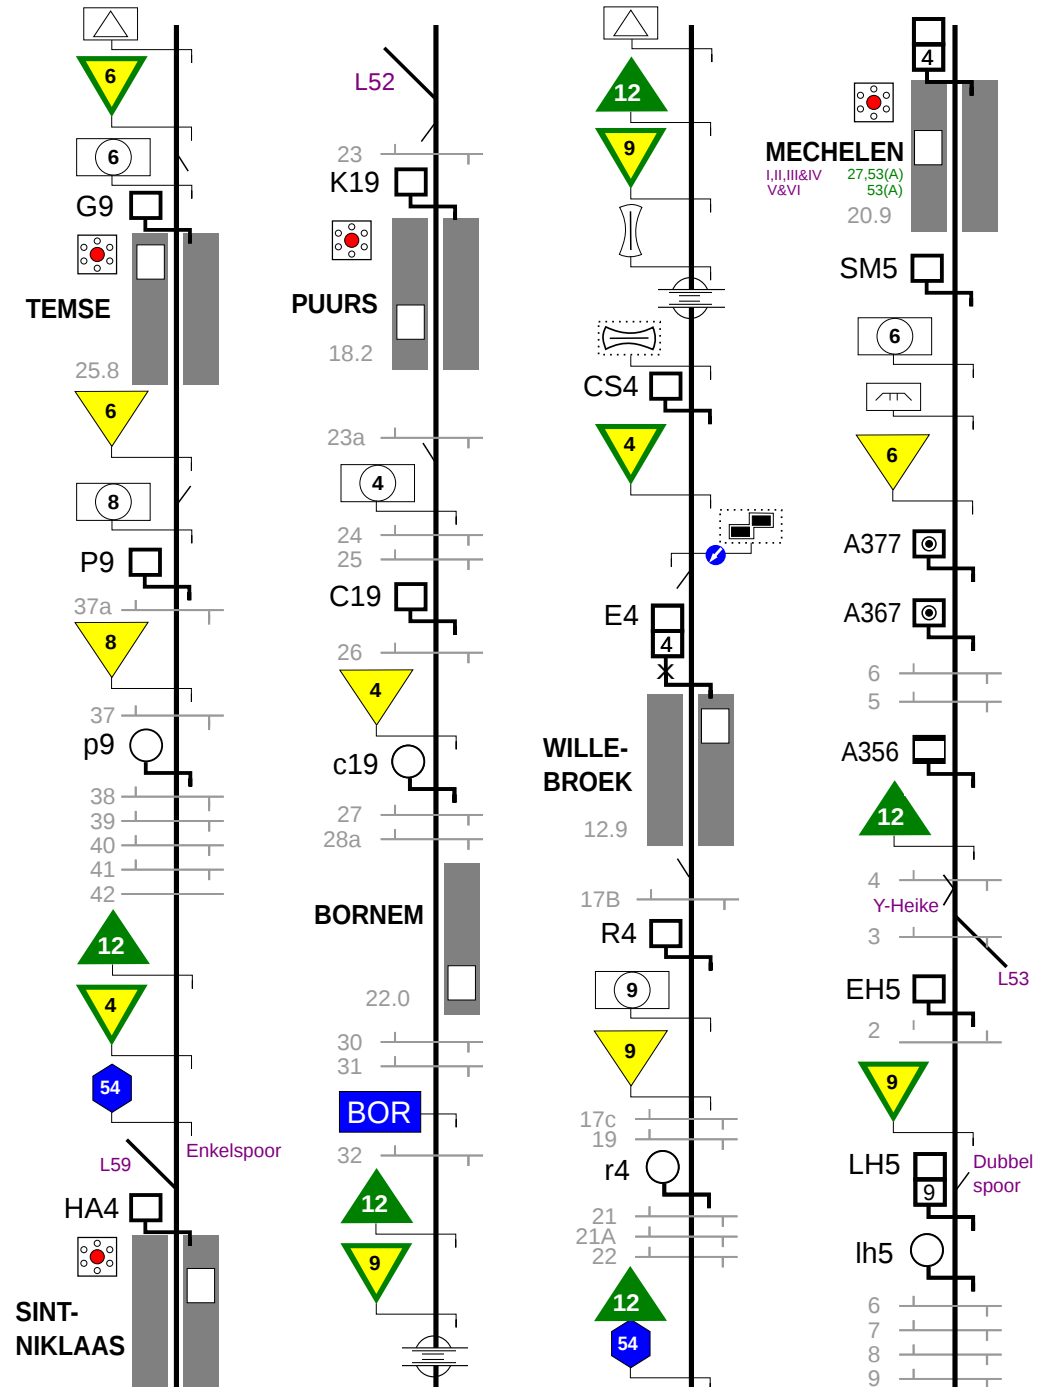 6
6
G9
TEMSE
25.8
6
8
P9
37a
8
37
p9
38
39
40
41
42
12
4
54
Enkelspoor
L59
HA4
SINT-
NIKLAAS
L52
23
K19
PUURS
18.2
23a
4
24
25
C19
26
4
c19
27
28a
BORNEM
22.0
30
31
BOR
32
12
9
12
9
CS4
4
E4
4
X
WILLE-
BROEK
12.9
17B
R4
9
9
17c
19
r4
21
21A
22
12
54
4
MECHELEN
I,II,III&IV 27,53(A)
V&VI 53(A)
20.9
SM5
6
6
A377
A367
6
5
A356
12
4
Y-Heike
3
L53
EH5
2
9
LH5
9
Dubbel
spoor
lh5
6
7
8
9